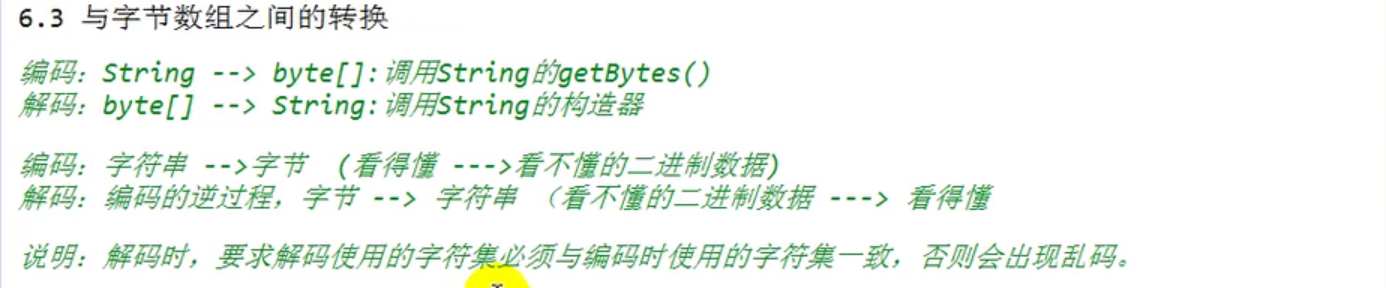 6.3 与字节数组之间的转换
编码：String --> byte[]:调用String的getBytes()
解码：byte[] --> String:调用String的构造器
编码：字符串 -->字节 (看得懂 --->看不懂的二进制数据)
解码：编码的逆过程，字节 --> 字符串 （看不懂的二进制数据 ---> 看得懂
说明：解码时，要求解码使用的字符集必须与编码时使用的字符集一致，否则会出现乱码。